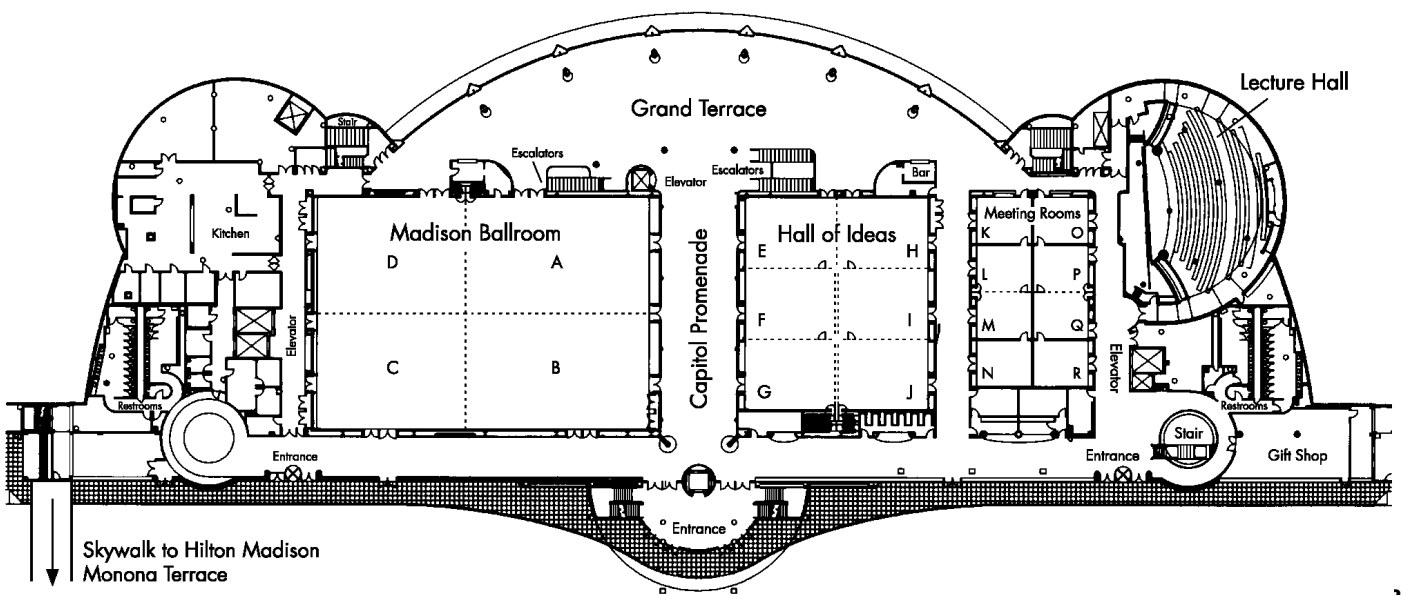 Lecture Hall
Grand Terrace
Stair
Escalators
Elevator
Escalators
Bar
Kitchen
Madison Ballroom
D A
C B
Elevator
Capitol Promenade
Hall of Ideas
E H
F I
G J
Meeting Rooms
K O
L P
M Q
N R
Elevator
Restrooms
Restrooms
Entrance
Entrance
Stair
Gift Shop
Entrance
Skywalk to Hilton Madison
Monona Terrace